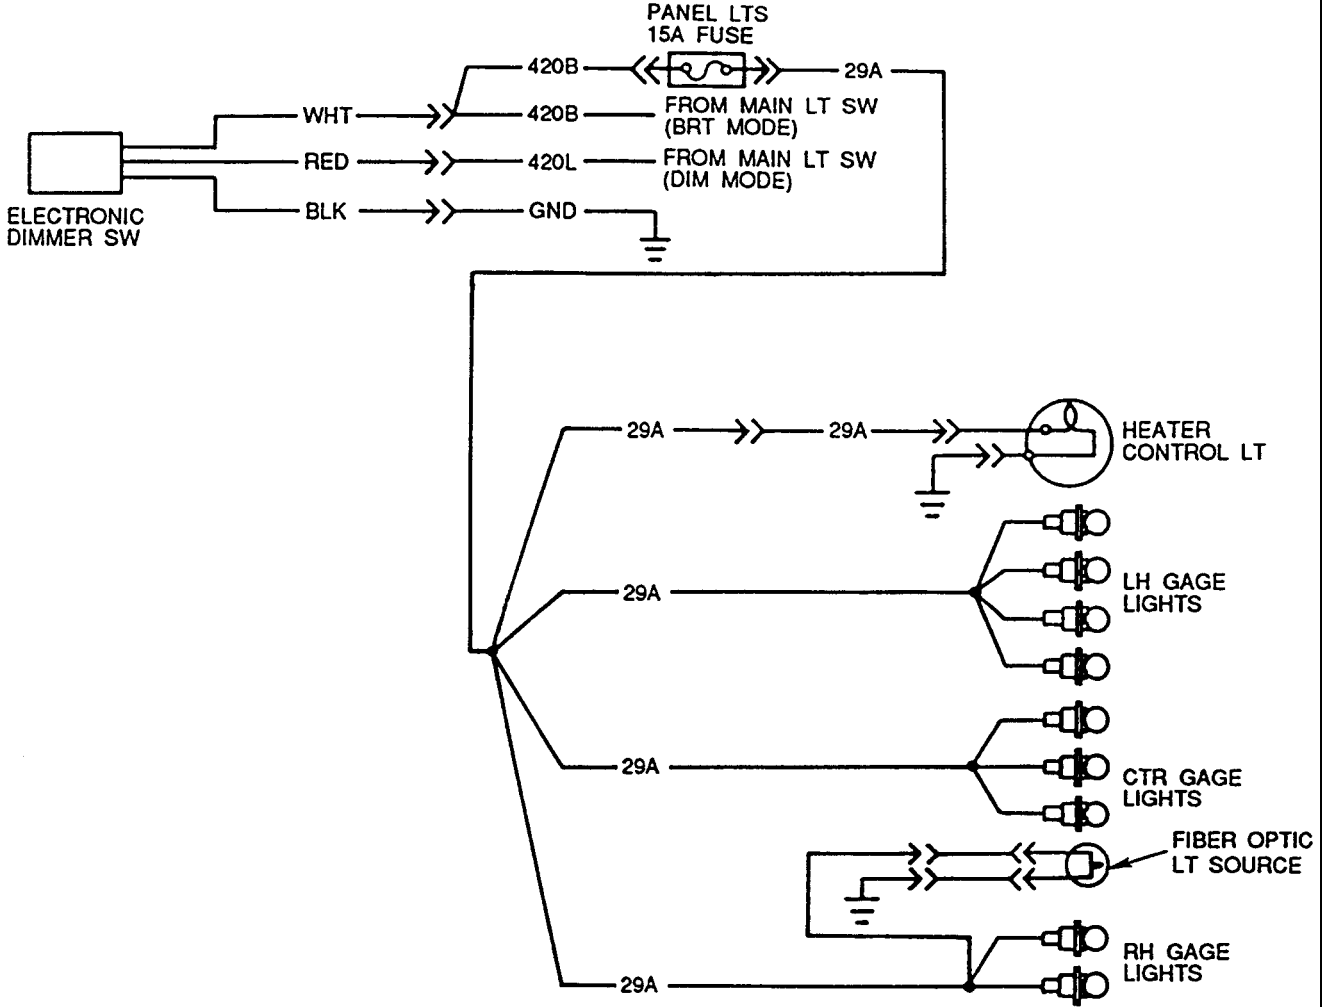 PANEL LTS
15A FUSE
420B
29A
WHT
420B
FROM MAIN LT SW
(BRT MODE)
RED
420L
FROM MAIN LT SW
(DIM MODE)
BLK
GND
ELECTRONIC
DIMMER SW
29A
29A
HEATER
CONTROL LT
29A
LH GAGE
LIGHTS
29A
CTR GAGE
LIGHTS
FIBER OPTIC
LT SOURCE
29A
RH GAGE
LIGHTS